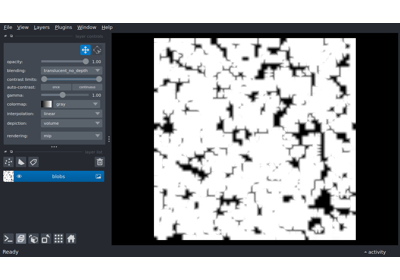 File View Layers Plugins Window Help
opacity: 1.00
blending: translucent_no_depth
contrast limits:
auto-contrast: once continuous
gamma: 1.00
colormap: gray
interpolation: linear
depiction: volume
rendering: mip
blobs
Ready activity